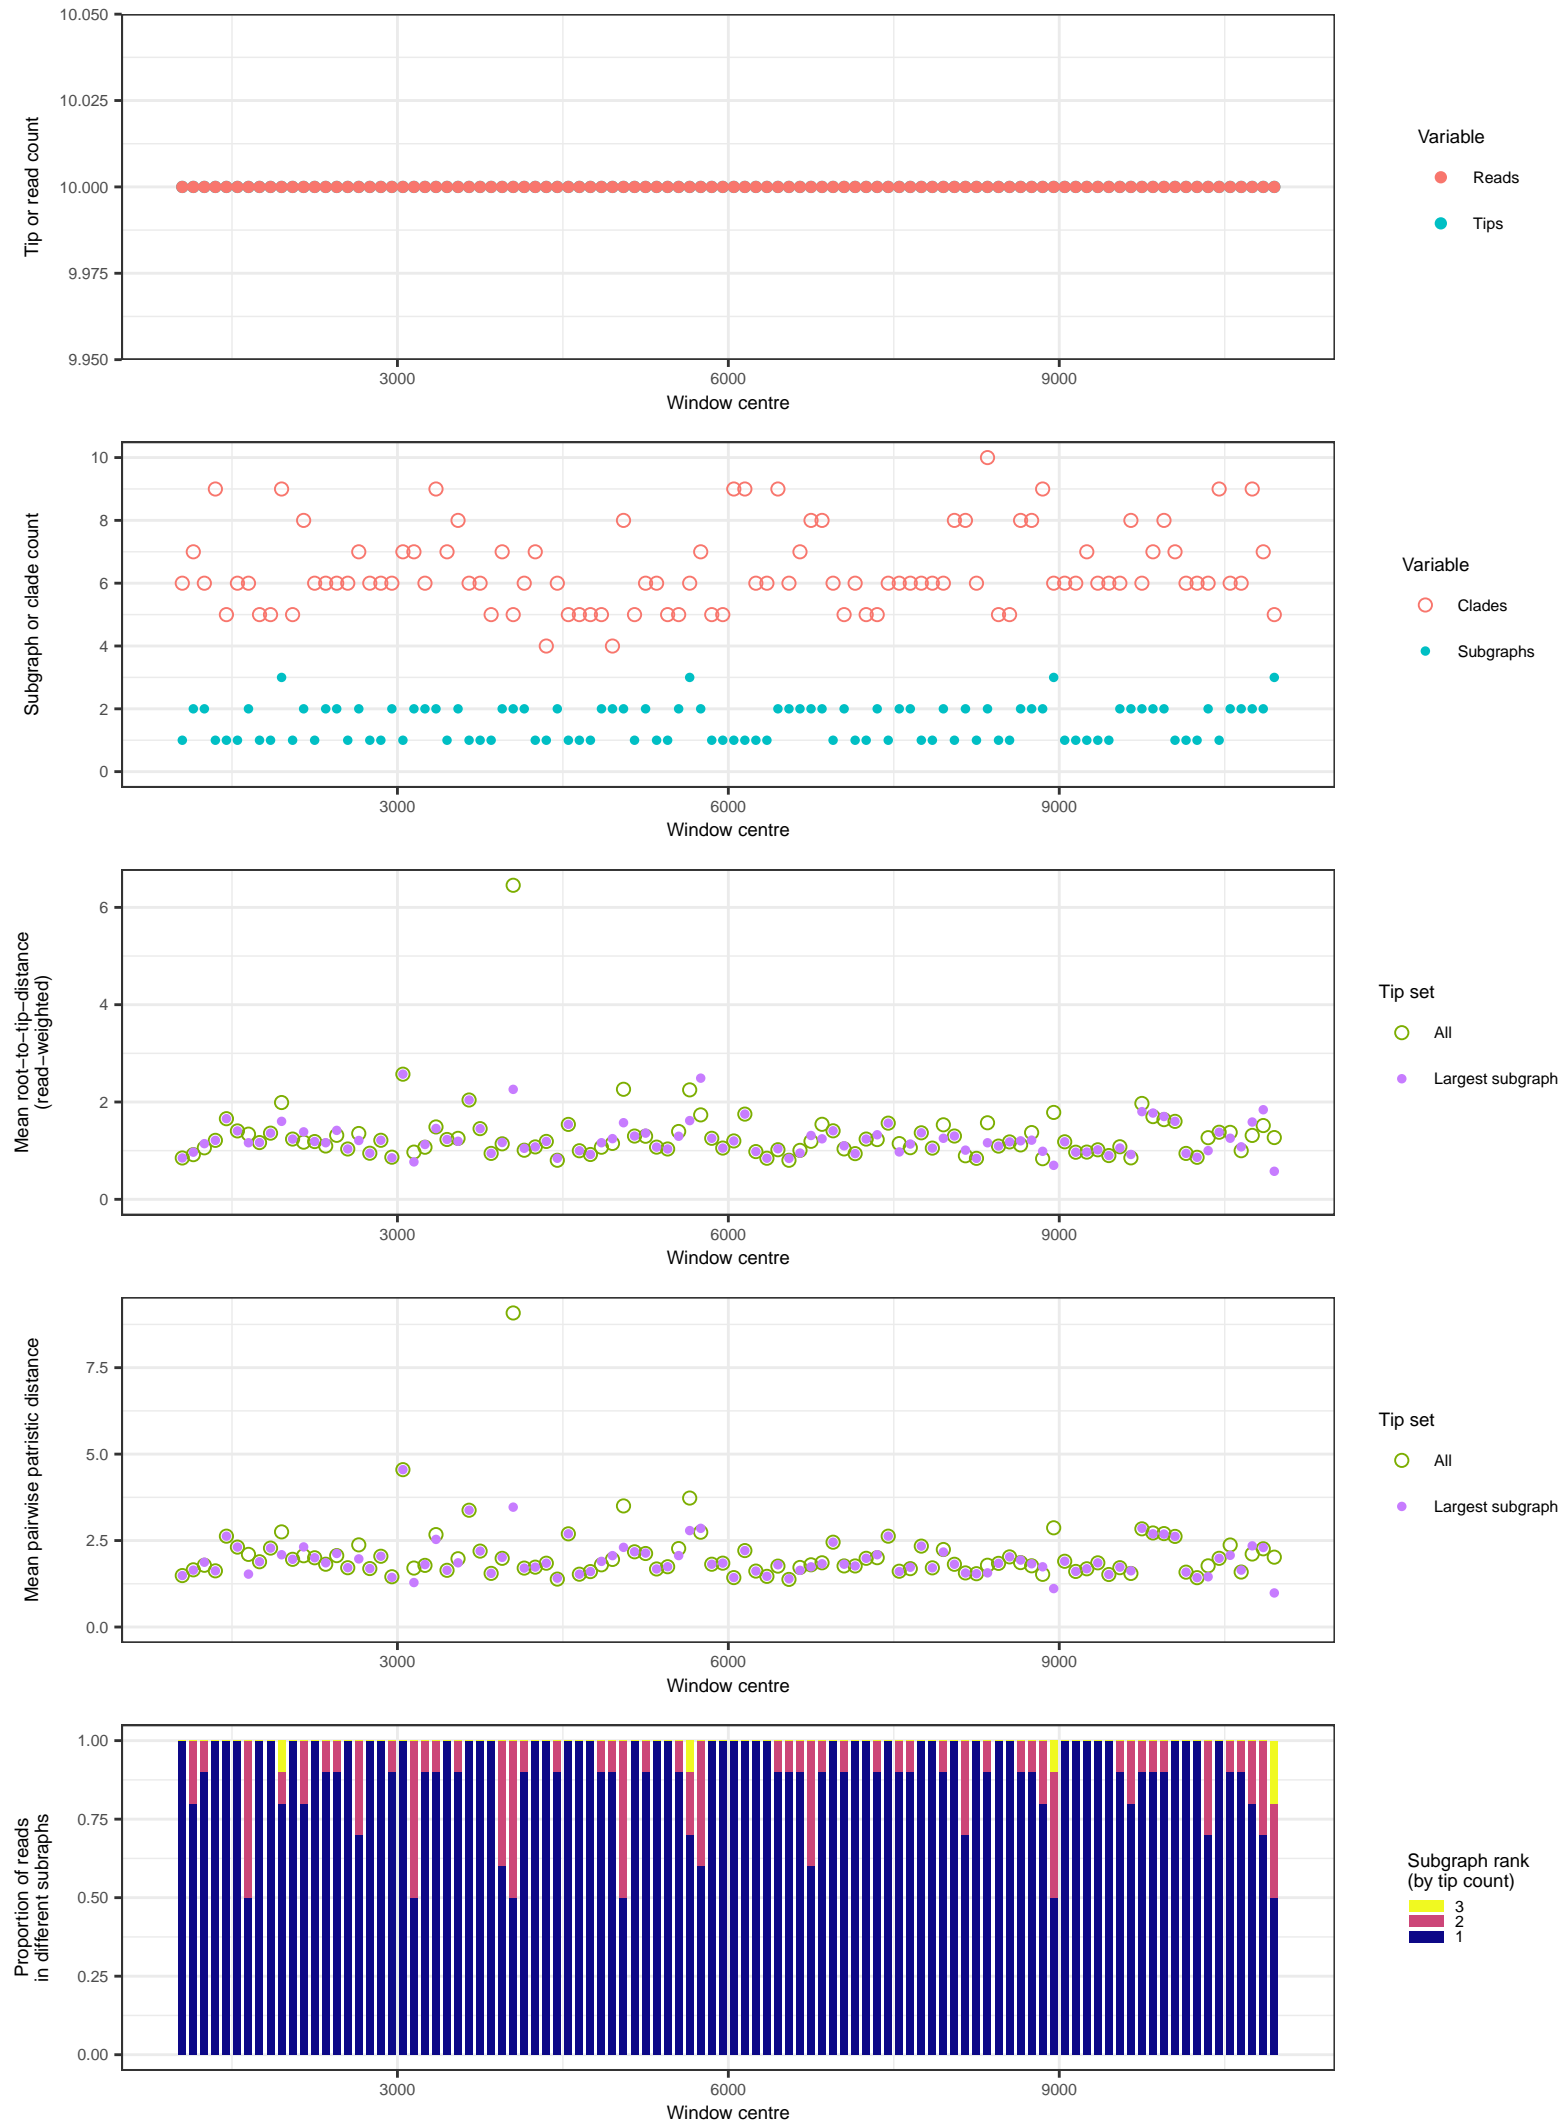 10.050
10.025
10.000
9.975
9.950
Tip or read count
3000 6000 9000
Window centre
Variable
Reads
Tips
10
8
6
4
2
0
Subgraph or clade count
3000 6000 9000
Window centre
Variable
Clades
Subgraphs
6
4
2
0
Mean root−to−tip−distance
(read−weighted)
3000 6000 9000
Window centre
Tip set
All
Largest subgraph
7.5
5.0
2.5
0.0
Mean pairwise patristic distance
3000 6000 9000
Window centre
Tip set
All
Largest subgraph
1.00
0.75
0.50
0.25
0.00
Proportion of reads
in different subraphs
3000 6000 9000
Window centre
Subgraph rank
(by tip count)
3
2
1